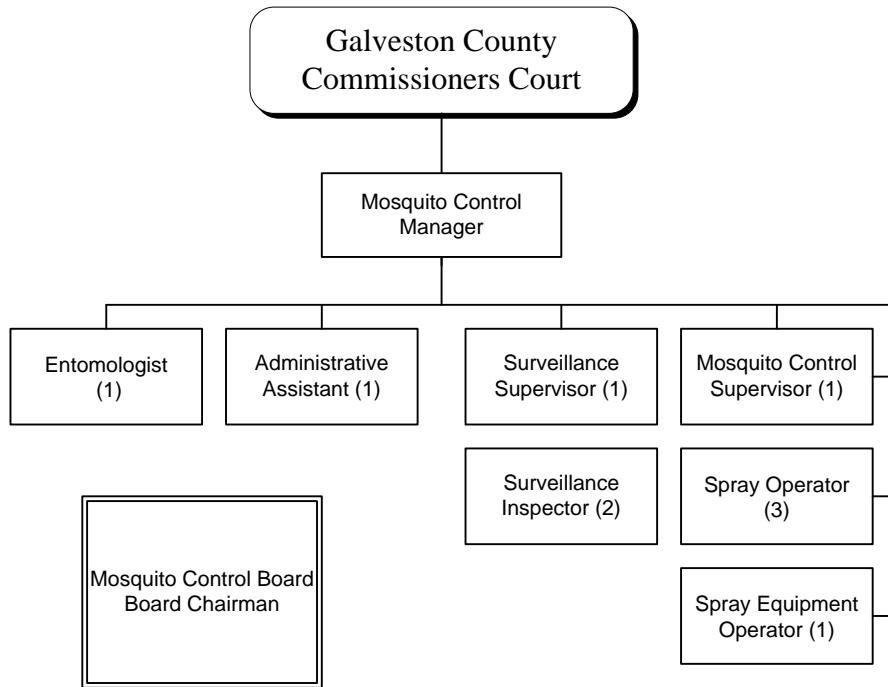 Galveston County
Commissioners Court
Mosquito Control
Manager
Entomologist
(1)
Administrative
Assistant (1)
Surveillance
Supervisor (1)
Mosquito Control
Supervisor (1)
Surveillance
Inspector (2)
Spray Operator
(3)
Mosquito Control Board
Board Chairman
Spray Equipment
Operator (1)